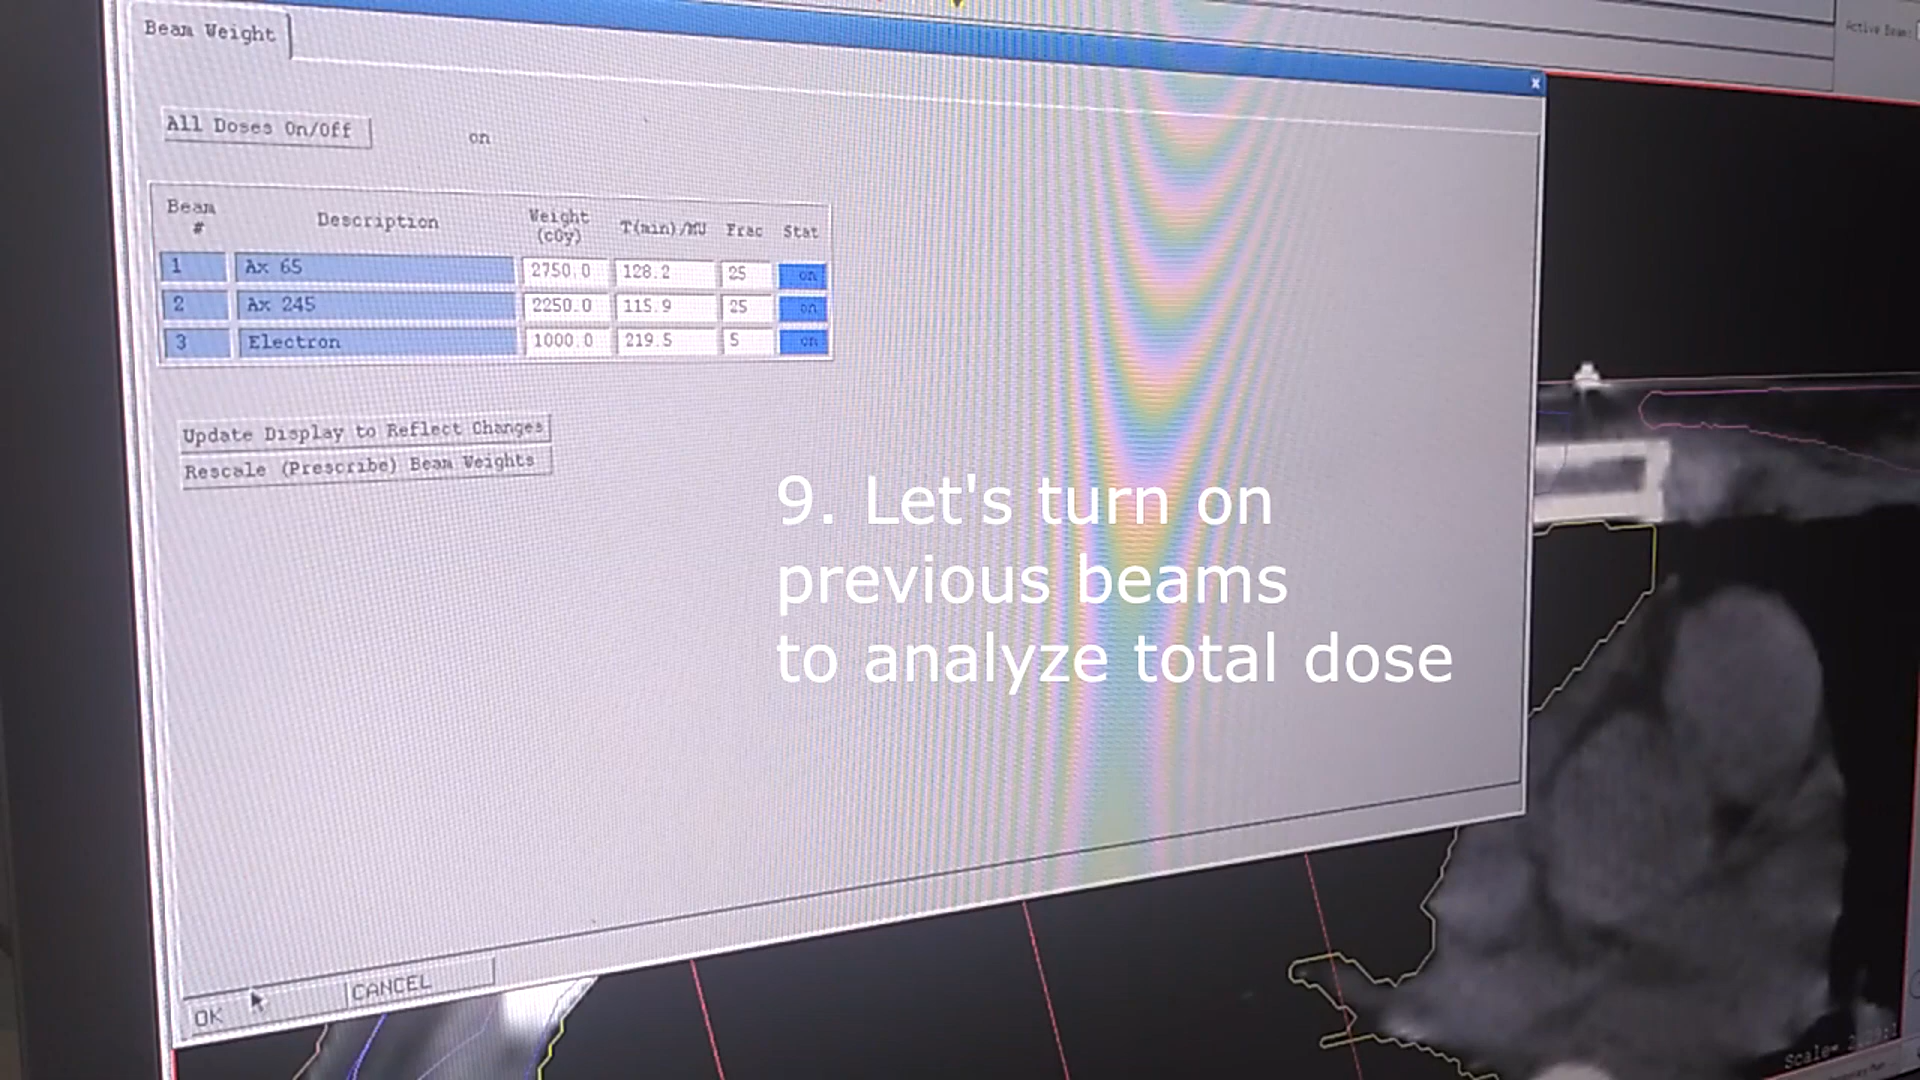 Beam Weight
Active Beam:
x
All Doses On/Off
on
Beam # Description Weight (cGy) T(min)/MU Frac Stat
1 Ax 65 2750.0 128.2 25 on
2 Ax 245 2250.0 115.9 25 on
3 Electron 1000.0 219.5 5 on
Update Display to Reflect Changes
Rescale (Prescribe) Beam Weights
9. Let's turn on
previous beams
to analyze total dose
OK
CANCEL
Scale=